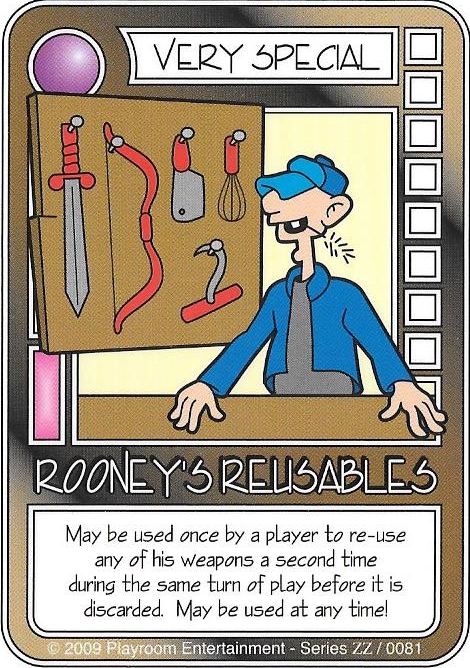 VERY SPECIAL
ROONEY'S REUSABLES
May be used once by a player to re-use
any of his weapons a second time
during the same turn of play before it is
discarded. May be used at any time!
© 2009 Playroom Entertainment - Series ZZ / 0081